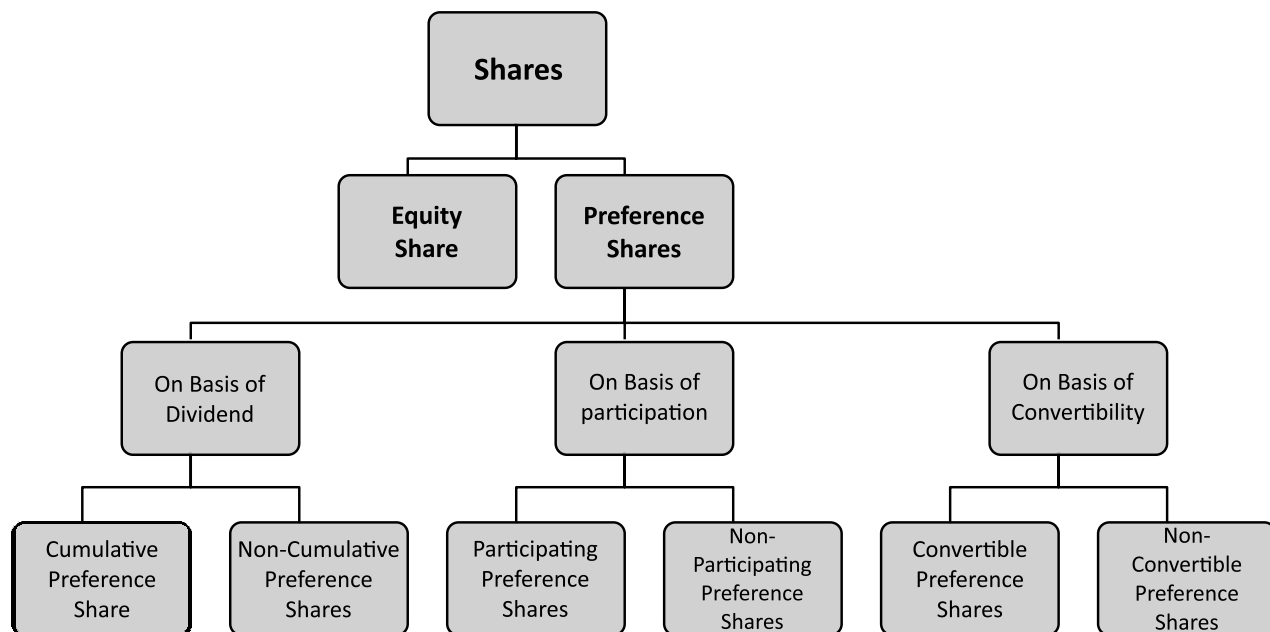 Shares
Equity
Share
Preference
Shares
On Basis of
Dividend
On Basis of
participation
On Basis of
Convertibility
Cumulative
Preference
Share
Non-Cumulative
Preference
Shares
Participating
Preference
Shares
Non-
Participating
Preference
Shares
Convertible
Preference
Shares
Non-
Convertible
Preference
Shares